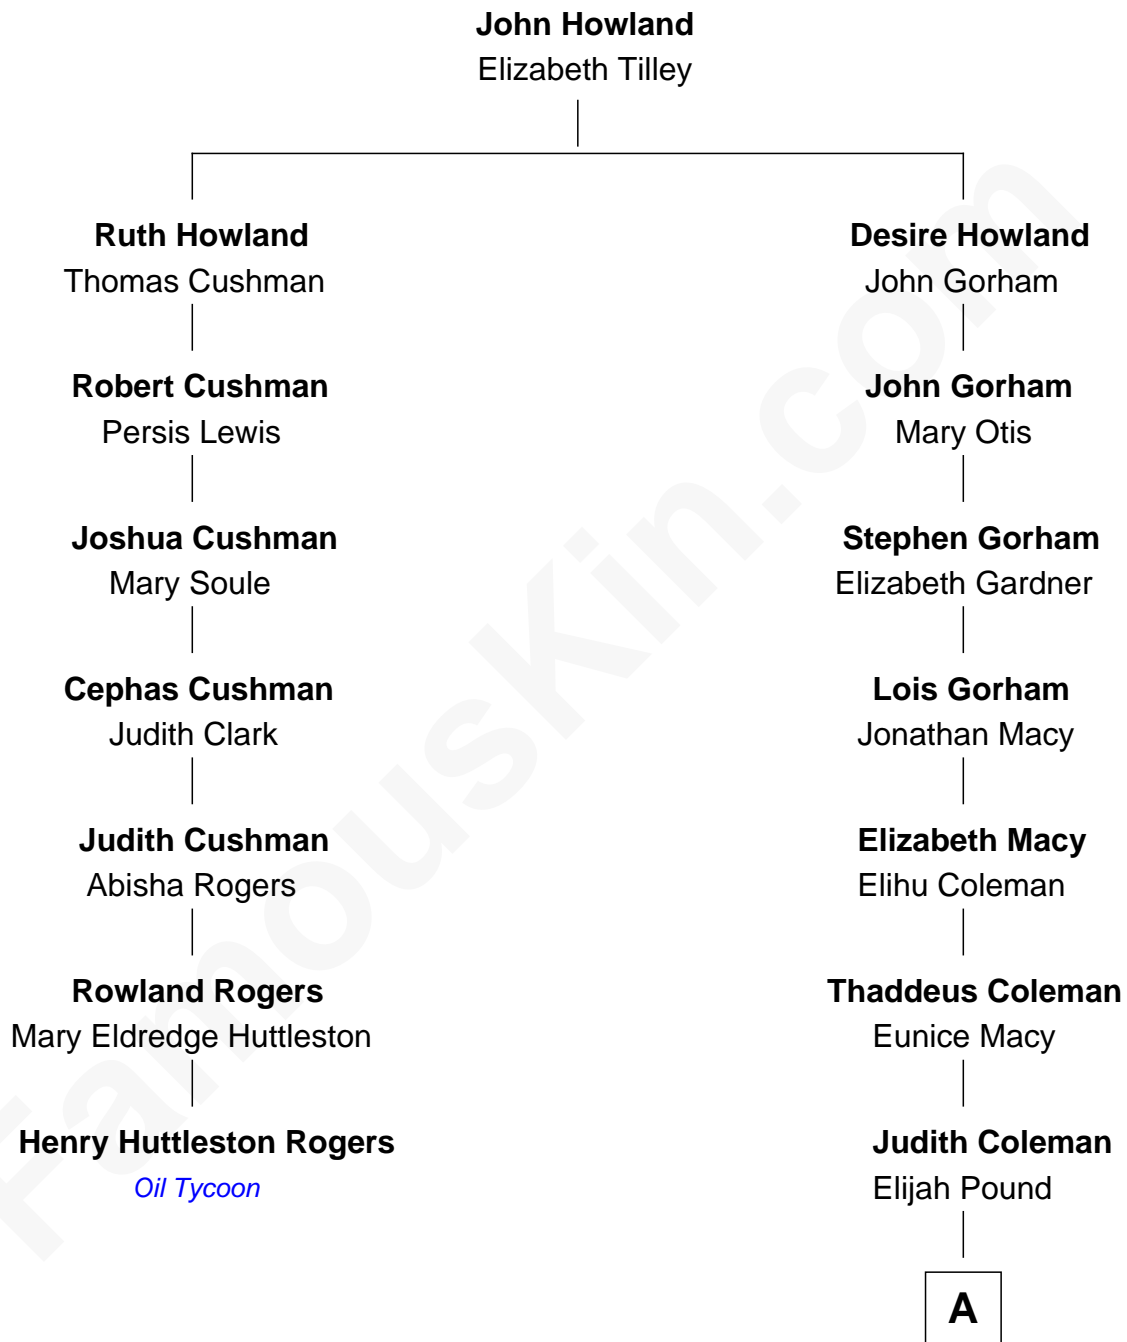 John Howland
Elizabeth Tilley
Ruth Howland
Thomas Cushman
Desire Howland
John Gorham
Robert Cushman
Persis Lewis
John Gorham
Mary Otis
Joshua Cushman
Mary Soule
Stephen Gorham
Elizabeth Gardner
Cephas Cushman
Judith Clark
Lois Gorham
Jonathan Macy
Judith Cushman
Abisha Rogers
Elizabeth Macy
Elihu Coleman
Rowland Rogers
Mary Eldredge Huttleston
Thaddeus Coleman
Eunice Macy
Henry Huttleston Rogers
Oil Tycoon
Judith Coleman
Elijah Pound
A
FamousKin.com